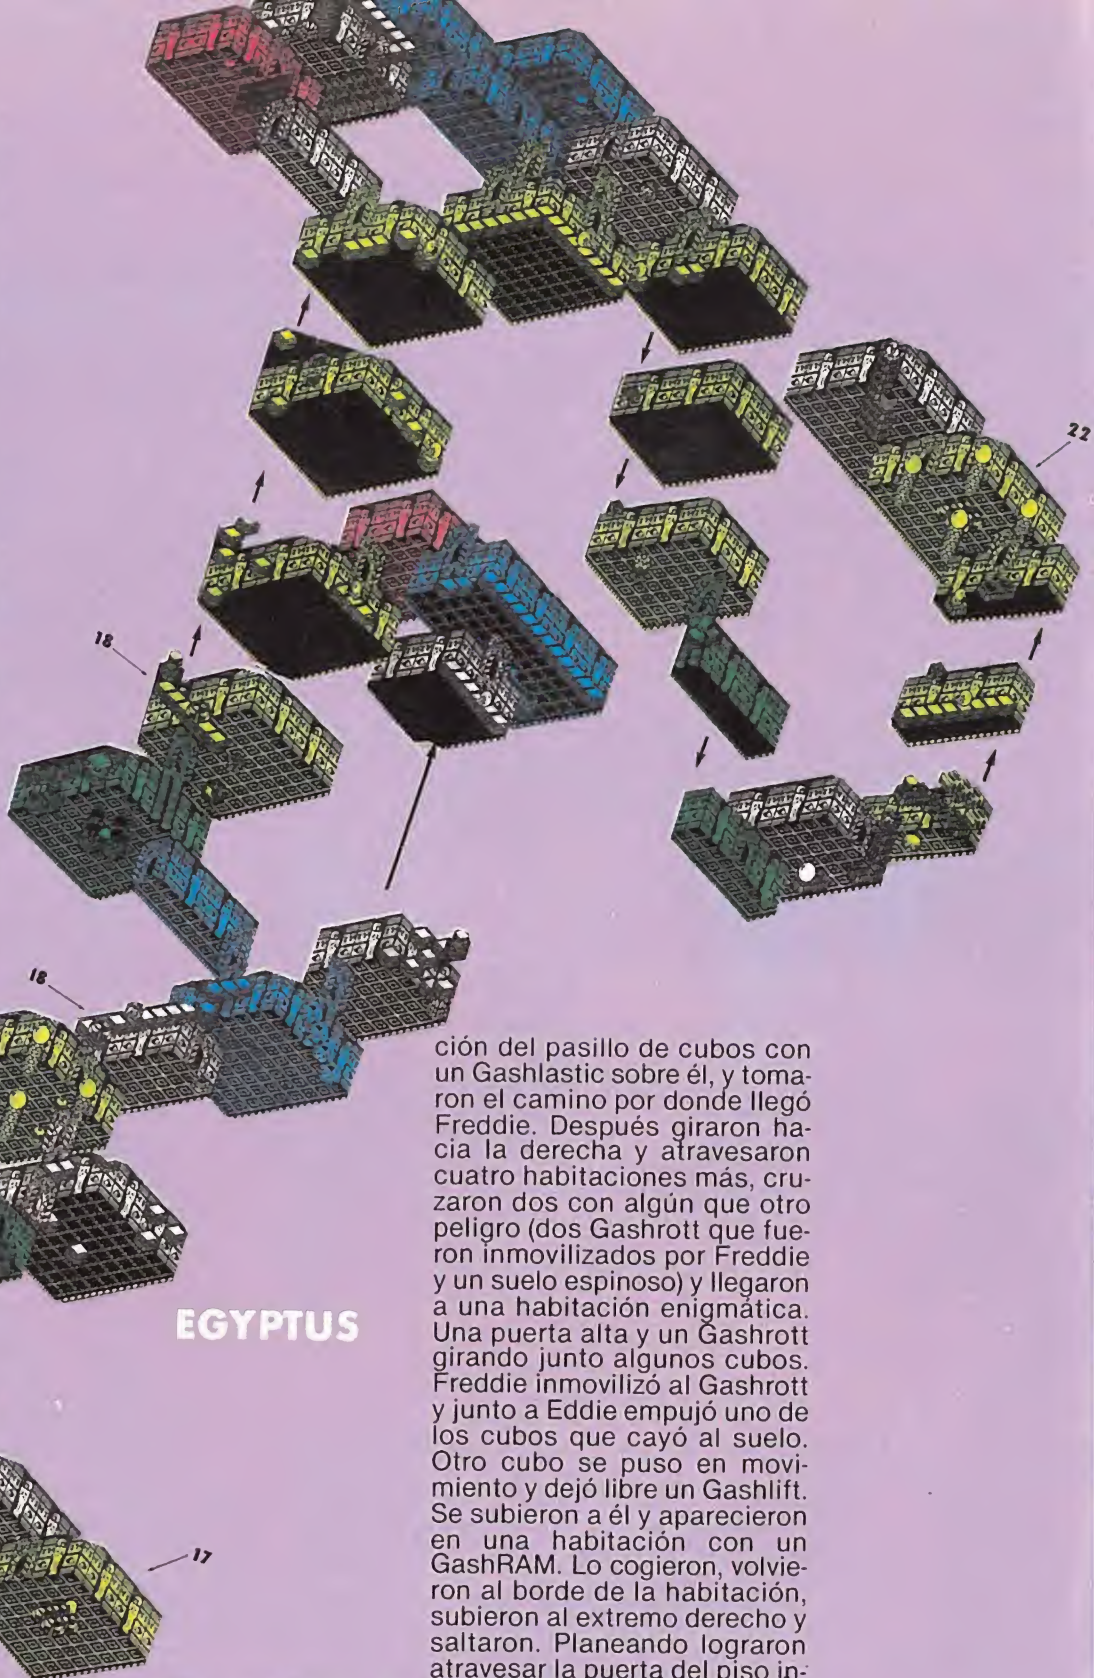 22
18
18
ción del pasillo de cubos con
un Gashlastic sobre él, y toma-
ron el camino por donde llegó
Freddie. Después giraron ha-
cia la derecha y atravesaron
cuatro habitaciones más, cru-
zaron dos con algún que otro
peligro (dos Gashrott que fue-
ron inmovilizados por Freddie
y un suelo espinoso) y llegaron
a una habitación enigmática.
Una puerta alta y un Gashrott
girando junto algunos cubos.
Freddie inmovilizó al Gashrott
y junto a Eddie empujó uno de
los cubos que cayó al suelo.
Otro cubo se puso en movi-
miento y dejó libre un Gashlift.
Se subieron a él y aparecieron
en una habitación con un
GashRAM. Lo cogieron, volvie-
ron al borde de la habitación,
subieron al extremo derecho y
saltaron. Planeando lograron
atravesar la puerta del piso in-
EGYPTUS
17